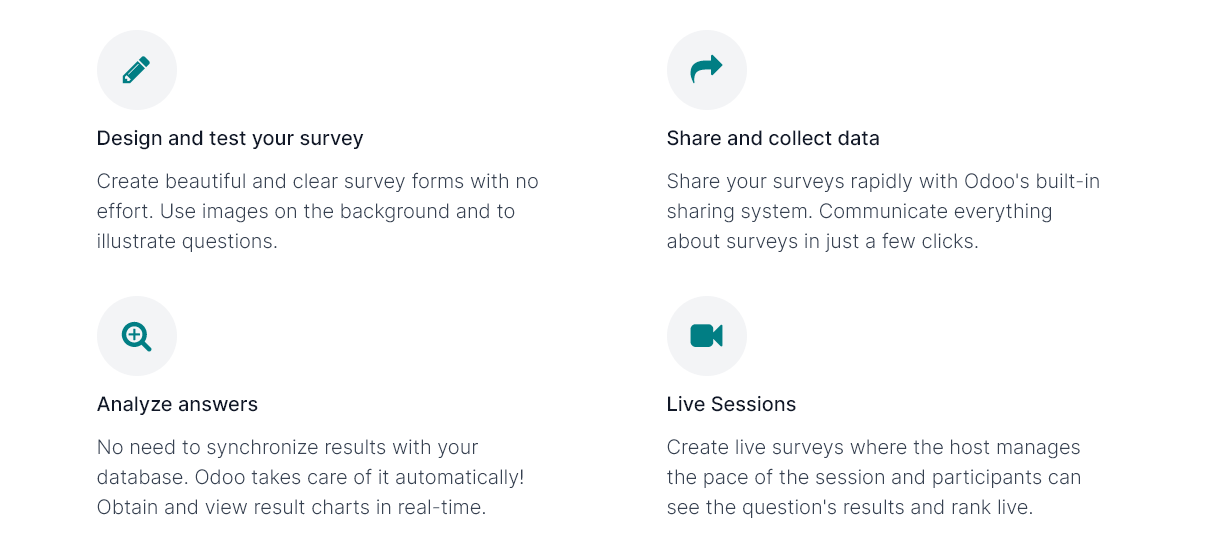 Design and test your survey
Create beautiful and clear survey forms with no
effort. Use images on the background and to
illustrate questions.
Share and collect data
Share your surveys rapidly with Odoo's built-in
sharing system. Communicate everything
about surveys in just a few clicks.
Analyze answers
No need to synchronize results with your
database. Odoo takes care of it automatically!
Obtain and view result charts in real-time.
Live Sessions
Create live surveys where the host manages
the pace of the session and participants can
see the question's results and rank live.